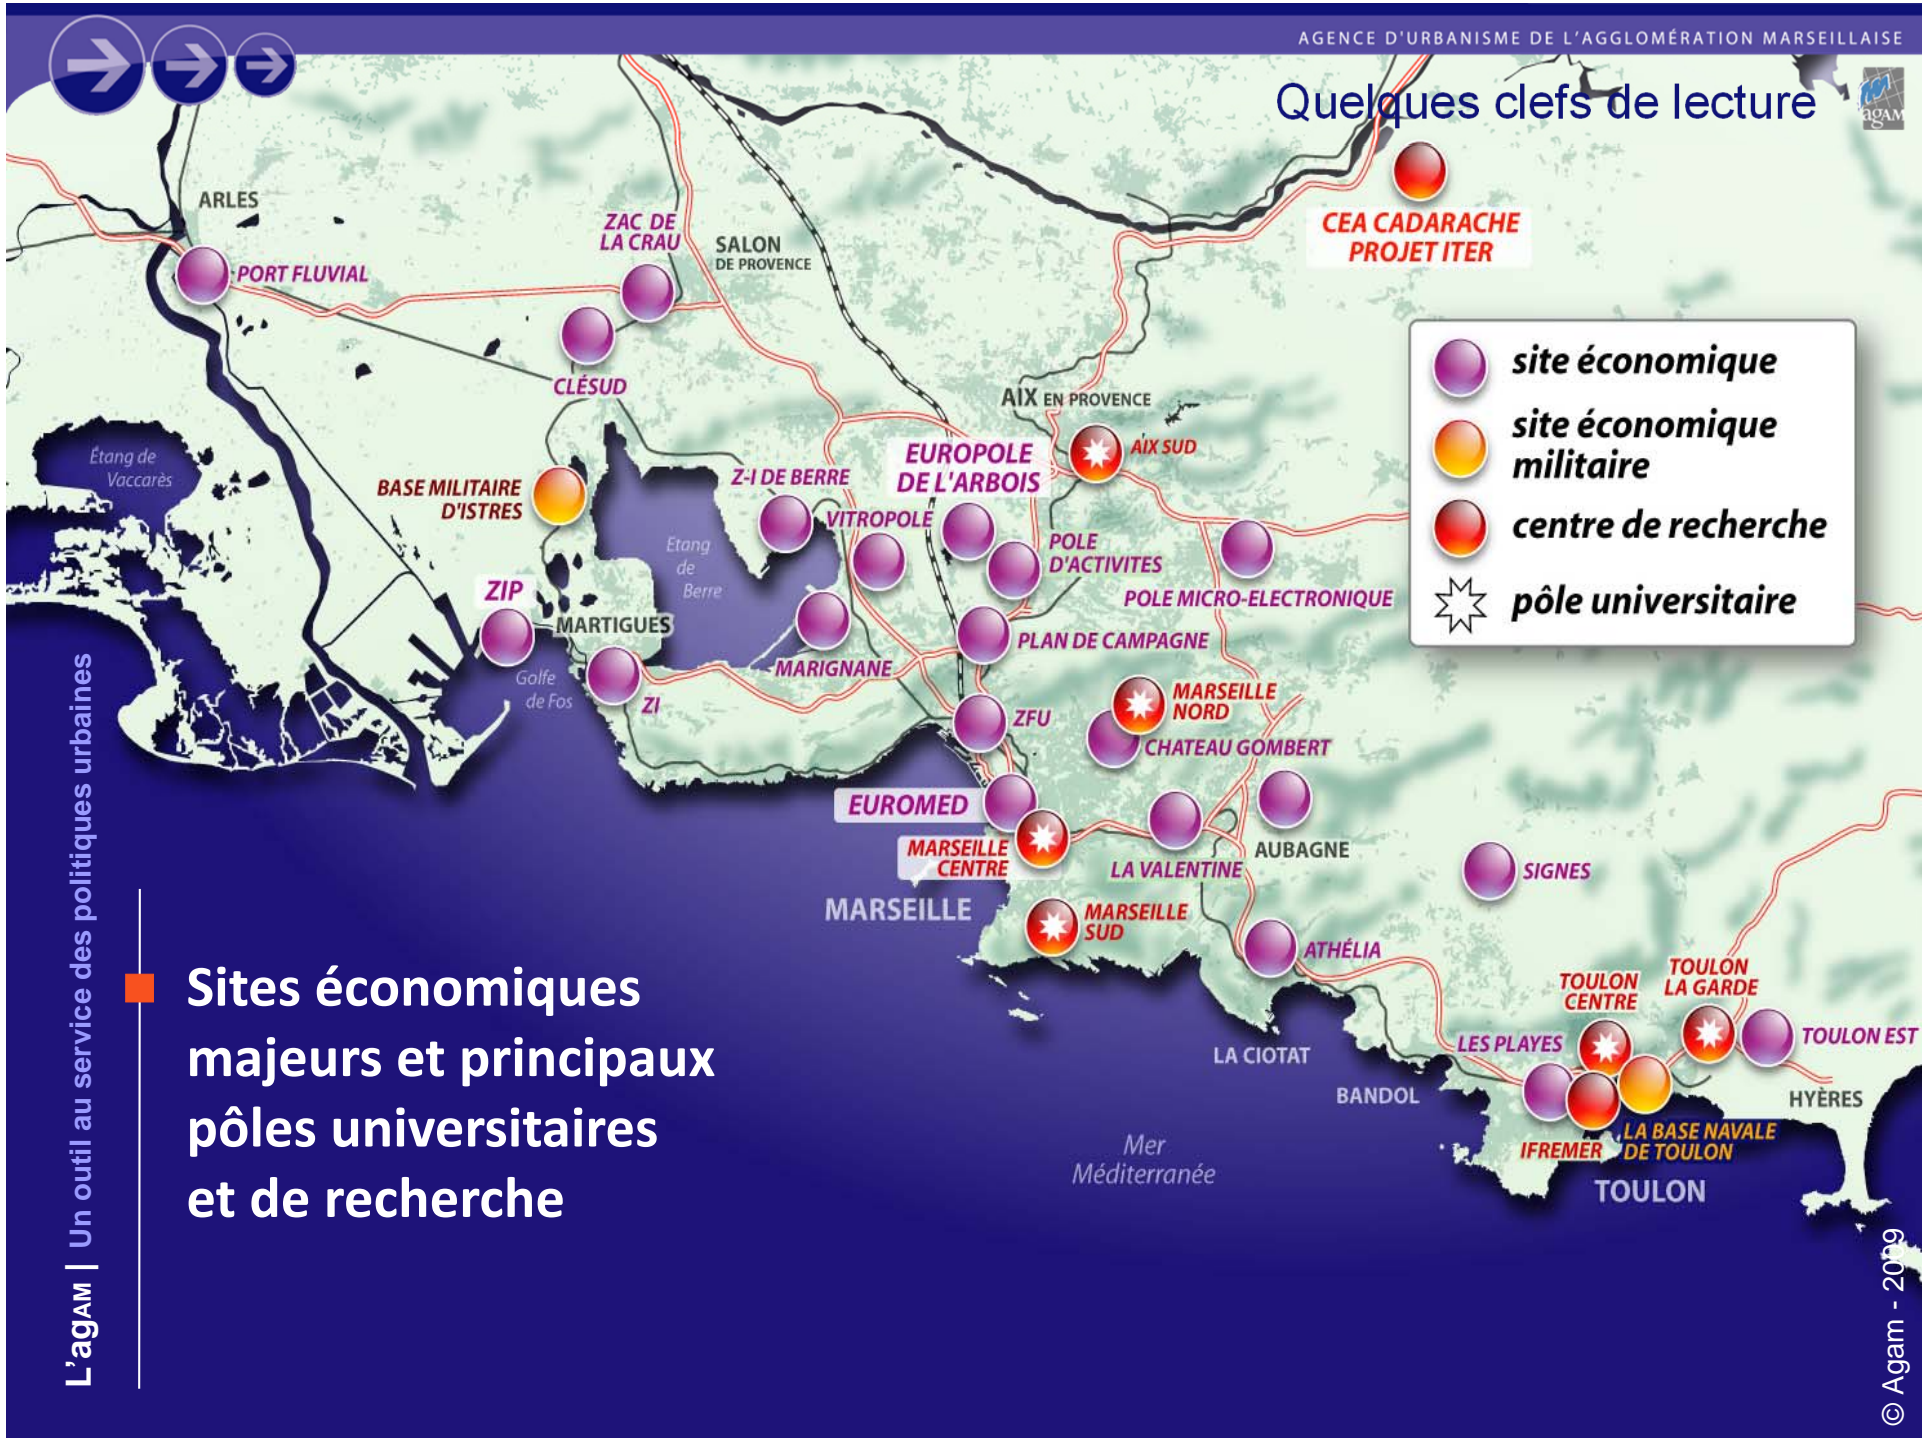 AGENCE D'URBANISME DE L'AGGLOMÉRATION MARSEILLAISE
Quelques clefs de lecture
agAM
ARLES
PORT FLUVIAL
ZAC DE
LA CRAU
SALON
DE PROVENCE
CLÉSUD
CEA CADARACHE
PROJET ITER
site économique
site économique
militaire
centre de recherche
pôle universitaire
AIX EN PROVENCE
AIX SUD
Étang de
Vaccarès
BASE MILITAIRE
D'ISTRES
Z-I DE BERRE
EUROPOLE
DE L'ARBOIS
VITROPOLE
Etang
de
Berre
POLE
D'ACTIVITES
POLE MICRO-ELECTRONIQUE
ZIP
MARTIGUES
MARIGNANE
PLAN DE CAMPAGNE
Golfe
de Fos
ZI
ZFU
MARSEILLE
NORD
CHATEAU GOMBERT
EUROMED
MARSEILLE
CENTRE
LA VALENTINE
AUBAGNE
SIGNES
MARSEILLE
MARSEILLE
SUD
ATHÉLIA
TOULON
CENTRE
TOULON
LA GARDE
LES PLAYES
TOULON EST
LA CIOTAT
BANDOL
HYÈRES
IFREMER
LA BASE NAVALE
DE TOULON
TOULON
Mer
Méditerranée
Sites économiques
majeurs et principaux
pôles universitaires
et de recherche
L'agAM | Un outil au service des politiques urbaines
© Agam - 2009